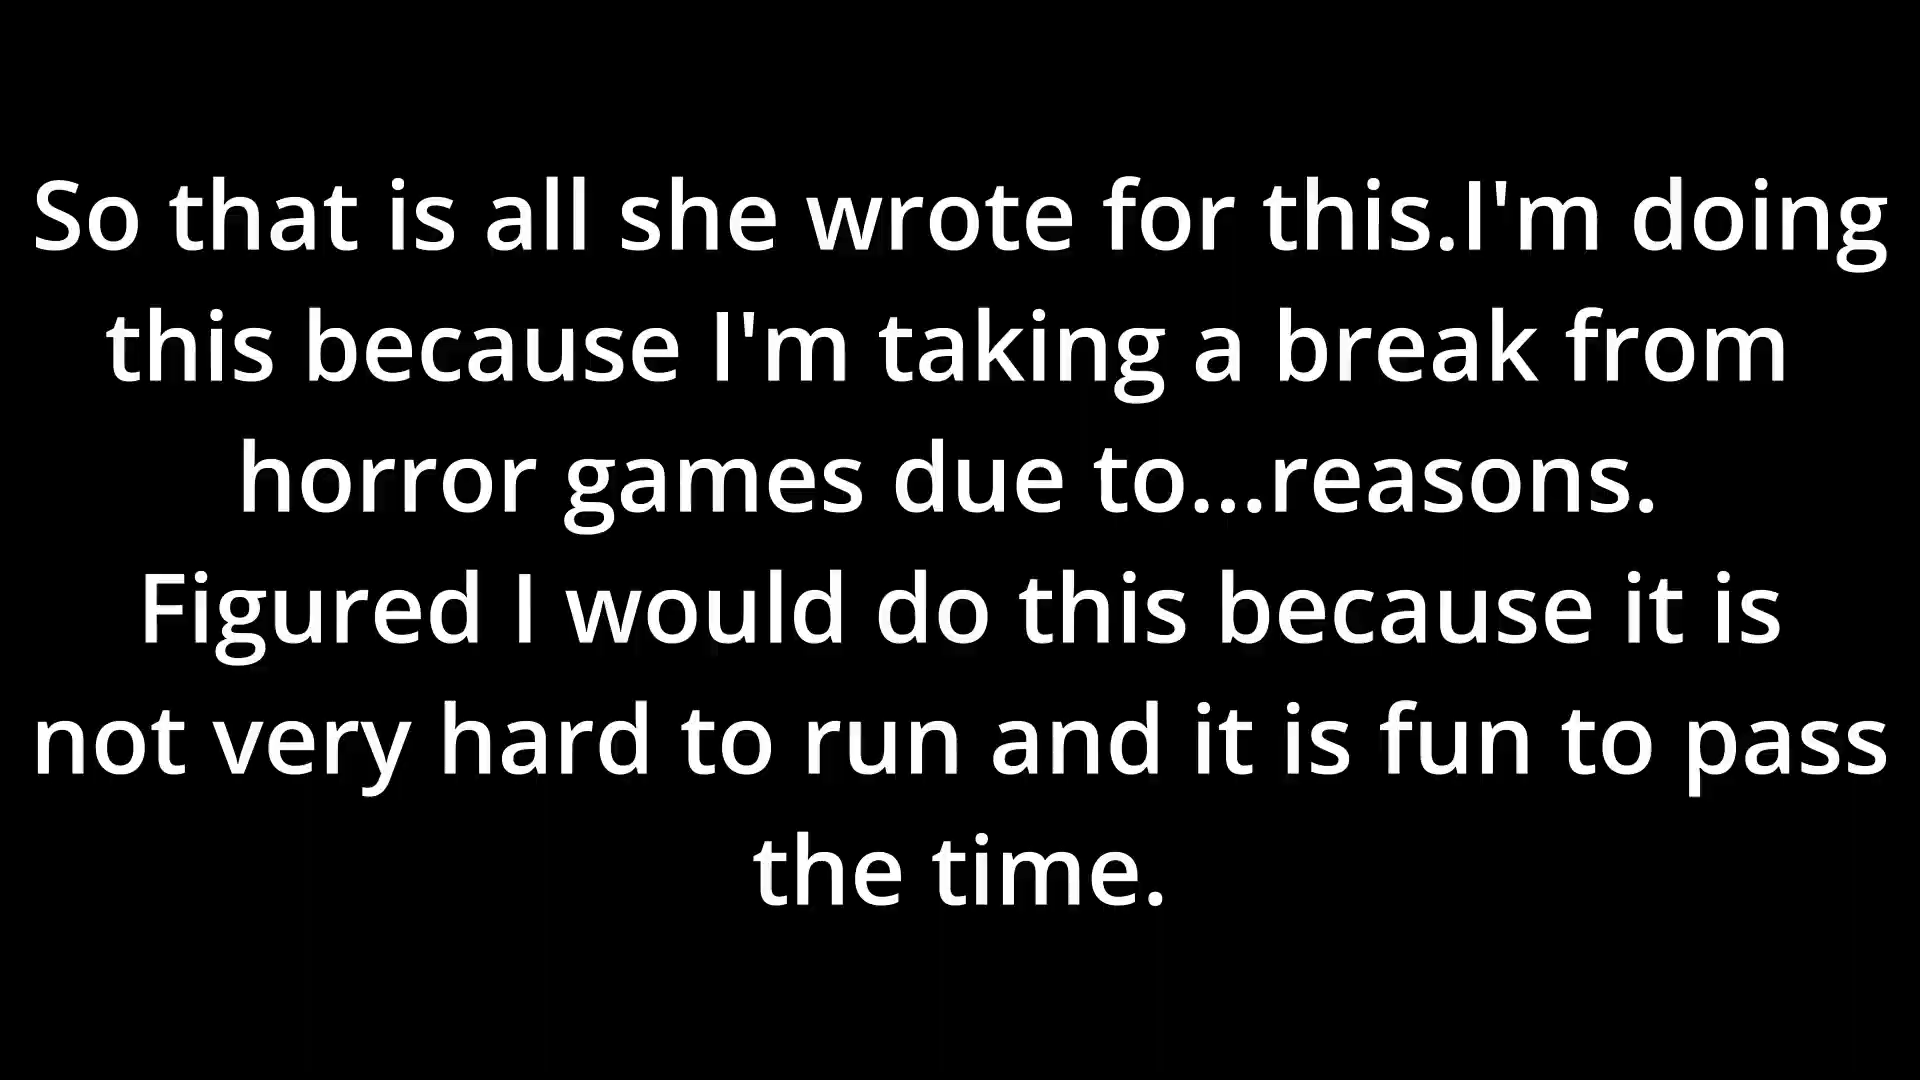 So that is all she wrote for this.I'm doing
this because I'm taking a break from
horror games due to...reasons.
Figured I would do this because it is
not very hard to run and it is fun to pass
the time.